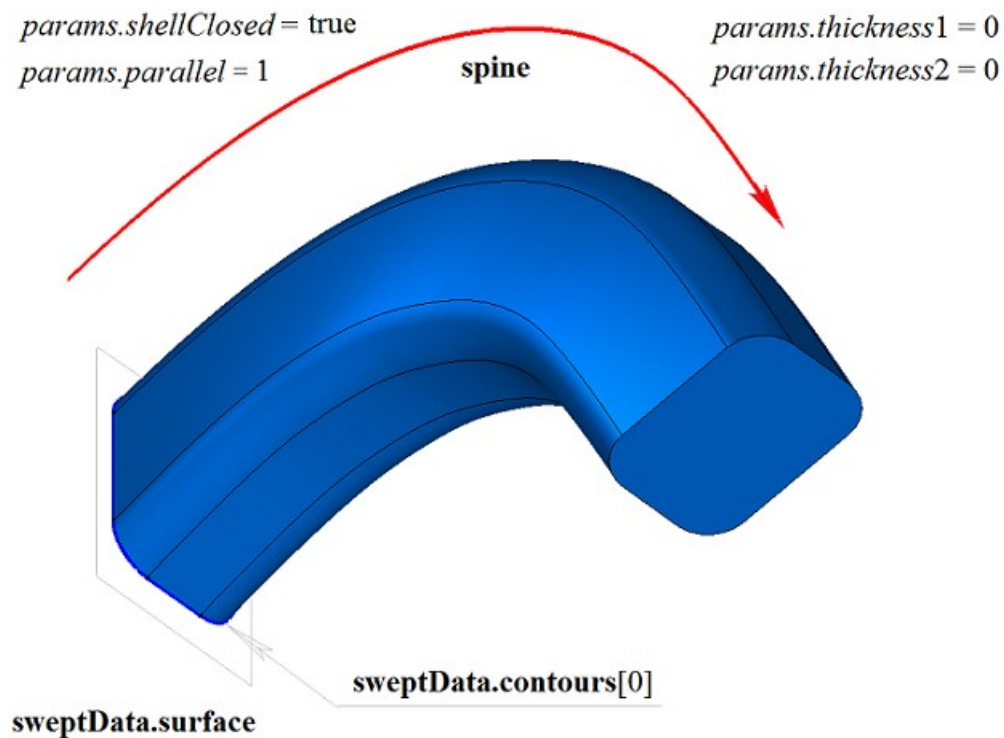 params.shellClosed = true
params.parallel = 1
params.thickness1 = 0
params.thickness2 = 0
spine
sweptData.contours[0]
sweptData.surface